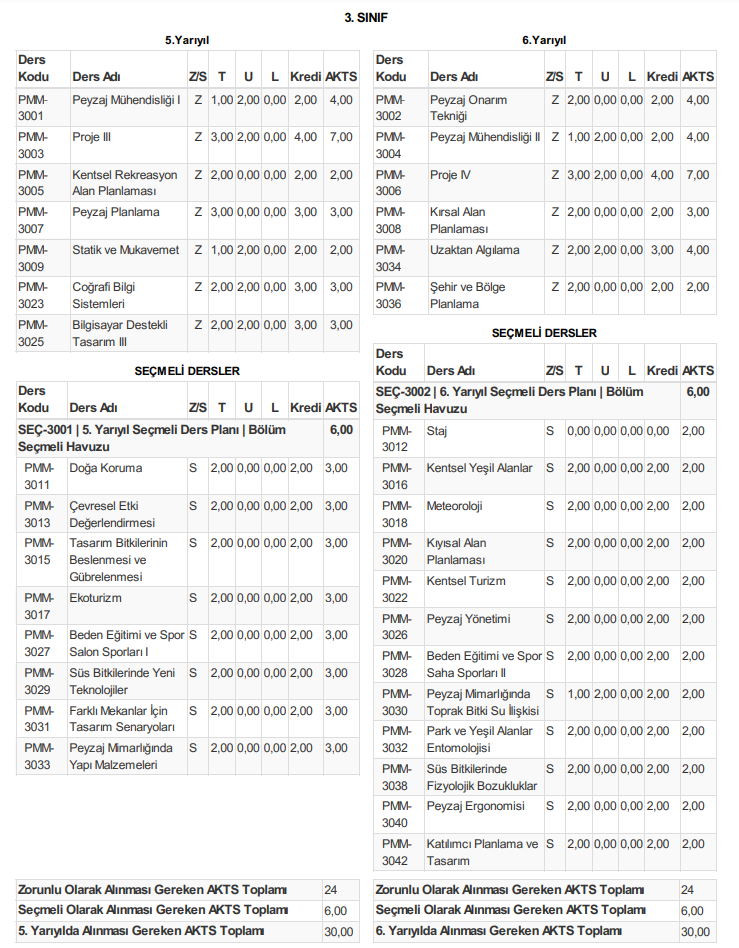 3. SINIF
5.Yarıyıl
Ders
Kodu Ders Adı Z/S T U L Kredi AKTS
PMM- Peyzaj Mühendisliği I Z 1,00 2,00 0,00 2,00 4,00
3001
PMM- Proje III Z 3,00 2,00 0,00 4,00 7,00
3003
PMM- Kentsel Rekreasyon Z 2,00 0,00 0,00 2,00 2,00
3005 Alan Planlaması
PMM- Peyzaj Planlama Z 3,00 0,00 0,00 3,00 3,00
3007
PMM- Statik ve Mukavemet Z 1,00 2,00 0,00 2,00 2,00
3009
PMM- Coğrafi Bilgi Z 2,00 2,00 0,00 3,00 3,00
3023 Sistemleri
PMM- Bilgisayar Destekli Z 2,00 2,00 0,00 3,00 3,00
3025 Tasarım III
SEÇMELİ DERSLER
Ders
Kodu Ders Adı Z/S T U L Kredi AKTS
SEÇ-3001 | 5. Yarıyıl Seçmeli Ders Planı | Bölüm 6,00
Seçmeli Havuzu
PMM- Doğa Koruma S 2,00 0,00 0,00 2,00 3,00
3011
PMM- Çevresel Etki S 2,00 0,00 0,00 2,00 3,00
3013 Değerlendirmesi
PMM- Tasarım Bitkilerinin S 2,00 0,00 0,00 2,00 3,00
3015 Beslenmesi ve
Gübrelenmesi
PMM- Ekoturizm S 2,00 0,00 0,00 2,00 3,00
3017
PMM- Beden Eğitimi ve Spor S 2,00 0,00 0,00 2,00 3,00
3027 Salon Sporları I
PMM- Süs Bitkilerinde Yeni S 2,00 0,00 0,00 2,00 3,00
3029 Teknolojiler
PMM- Farklı Mekanlar İçin S 2,00 0,00 0,00 2,00 3,00
3031 Tasarım Senaryoları
PMM- Peyzaj Mimarlığında S 2,00 0,00 0,00 2,00 3,00
3033 Yapı Malzemeleri
Zorunlu Olarak Alınması Gereken AKTS Toplamı 24
Seçmeli Olarak Alınması Gereken AKTS Toplamı 6,00
5. Yarıyılda Alınması Gereken AKTS Toplamı 30,00
6.Yarıyıl
Ders
Kodu Ders Adı Z/S T U L Kredi AKTS
PMM- Peyzaj Onarım Z 2,00 0,00 0,00 2,00 4,00
3002 Tekniği
PMM- Peyzaj Mühendisliği II Z 1,00 2,00 0,00 2,00 4,00
3004
PMM- Proje IV Z 3,00 2,00 0,00 4,00 7,00
3006
PMM- Kırsal Alan Z 2,00 0,00 0,00 2,00 3,00
3008 Planlaması
PMM- Uzaktan Algılama Z 2,00 2,00 0,00 3,00 4,00
3034
PMM- Şehir ve Bölge Z 2,00 0,00 0,00 2,00 2,00
3036 Planlama
SEÇMELİ DERSLER
Ders
Kodu Ders Adı Z/S T U L Kredi AKTS
SEÇ-3002 | 6. Yarıyıl Seçmeli Ders Planı | Bölüm 6,00
Seçmeli Havuzu
PMM- Staj S 0,00 0,00 0,00 0,00 2,00
3012
PMM- Kentsel Yeşil Alanlar S 2,00 0,00 0,00 2,00 2,00
3016
PMM- Meteoroloji S 2,00 0,00 0,00 2,00 2,00
3018
PMM- Kıyısal Alan S 2,00 0,00 0,00 2,00 2,00
3020 Planlaması
PMM- Kentsel Turizm S 2,00 0,00 0,00 2,00 2,00
3022
PMM- Peyzaj Yönetimi S 2,00 0,00 0,00 2,00 2,00
3026
PMM- Beden Eğitimi ve Spor S 2,00 0,00 0,00 2,00 2,00
3028 Saha Sporları II
PMM- Peyzaj Mimarlığında S 1,00 2,00 0,00 2,00 2,00
3030 Toprak Bitki Su İlişkisi
PMM- Park ve Yeşil Alanlar S 2,00 0,00 0,00 2,00 2,00
3032 Entomolojisi
PMM- Süs Bitkilerinde S 2,00 0,00 0,00 2,00 2,00
3038 Fizyolojik Bozukluklar
PMM- Peyzaj Ergonomisi S 2,00 0,00 0,00 2,00 2,00
3040
PMM- Katılımcı Planlama ve S 2,00 0,00 0,00 2,00 2,00
3042 Tasarım
Zorunlu Olarak Alınması Gereken AKTS Toplamı 24
Seçmeli Olarak Alınması Gereken AKTS Toplamı 6,00
6. Yarıyılda Alınması Gereken AKTS Toplamı 30,00